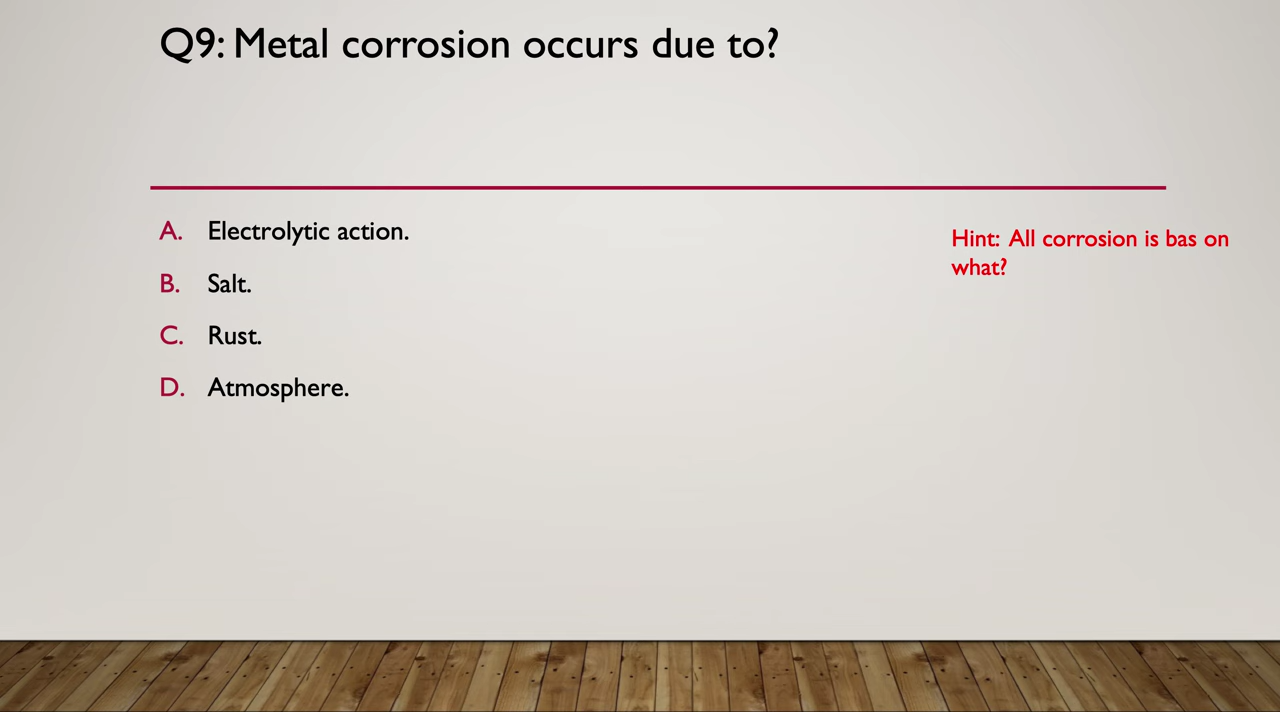 Q9: Metal corrosion occurs due to?
A. Electrolytic action.
B. Salt.
C. Rust.
D. Atmosphere.
Hint: All corrosion is bas on
what?